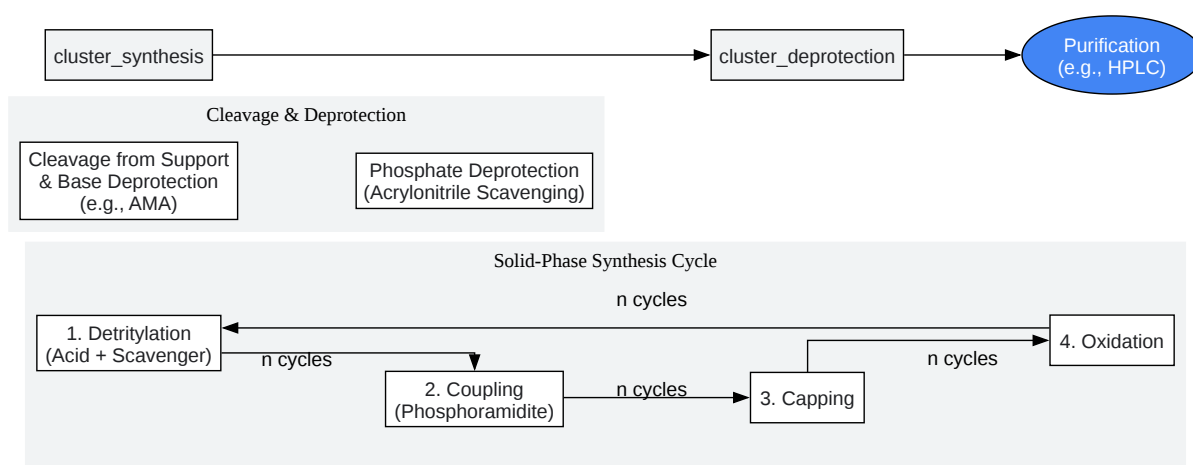 cluster_synthesis
cluster_deprotection
Purification
(e.g., HPLC)
Cleavage & Deprotection
Cleavage from Support
& Base Deprotection
(e.g., AMA)
Phosphate Deprotection
(Acrylonitrile Scavenging)
Solid-Phase Synthesis Cycle
n cycles
1. Detritylation
(Acid + Scavenger)
n cycles
2. Coupling
(Phosphoramidite)
n cycles
3. Capping
n cycles
4. Oxidation